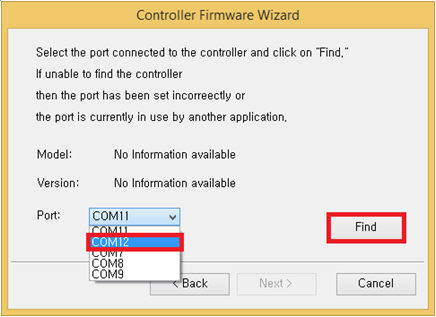 Controller Firmware Wizard
Select the port connected to the controller and click on "Find."
If unable to find the controller
then the port has been set incorreectly or
the port is currently in use by another application.
Model: No Information available
Version: No Information available
Port: COM11 Find
COM11
COM12
COM7
COM8
COM9
< Back Next > Cancel